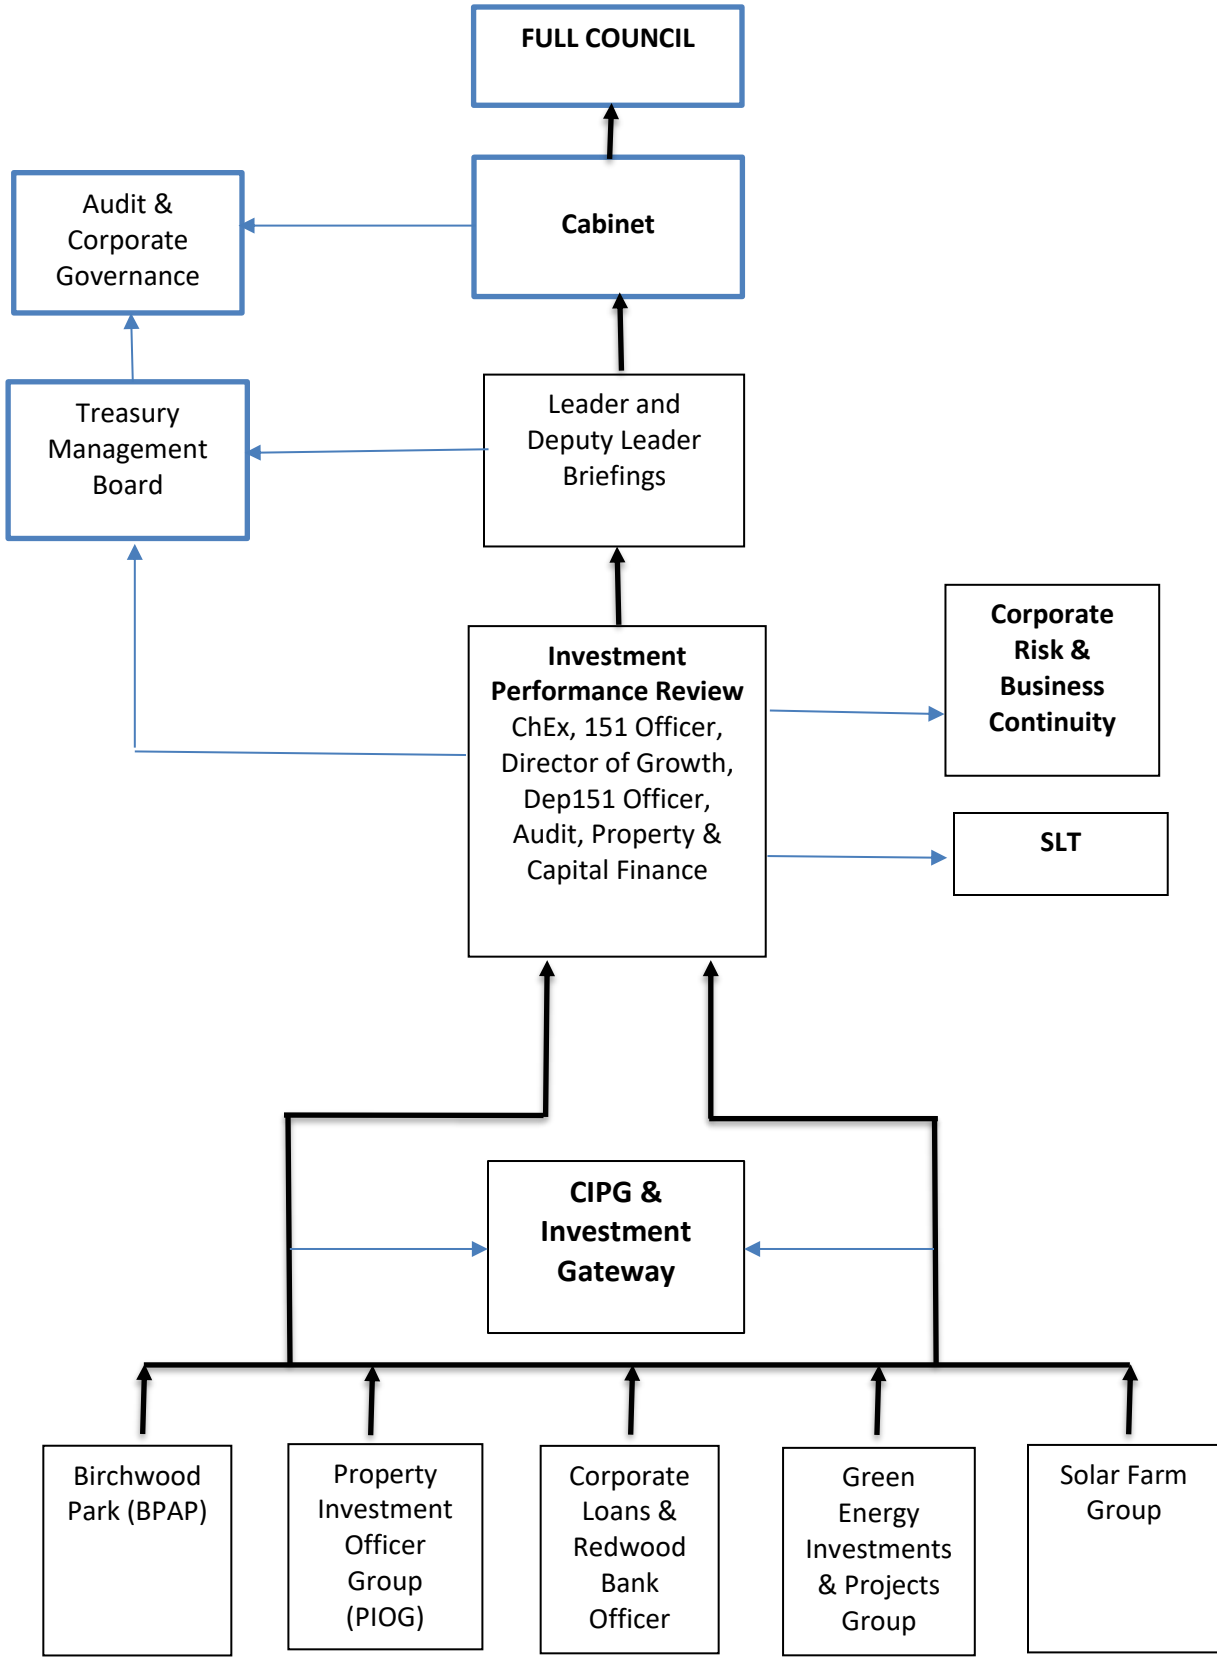 FULL COUNCIL
Audit &
Corporate
Governance
Cabinet
Treasury
Management
Board
Leader and
Deputy Leader
Briefings
Investment
Performance Review
ChEx, 151 Officer,
Director of Growth,
Dep151 Officer,
Audit, Property &
Capital Finance
Corporate
Risk &
Business
Continuity
SLT
CIPG &
Investment
Gateway
Birchwood
Park (BPAP)
Property
Investment
Officer
Group
(PIOG)
Corporate
Loans &
Redwood
Bank
Officer
Green
Energy
Investments
& Projects
Group
Solar Farm
Group